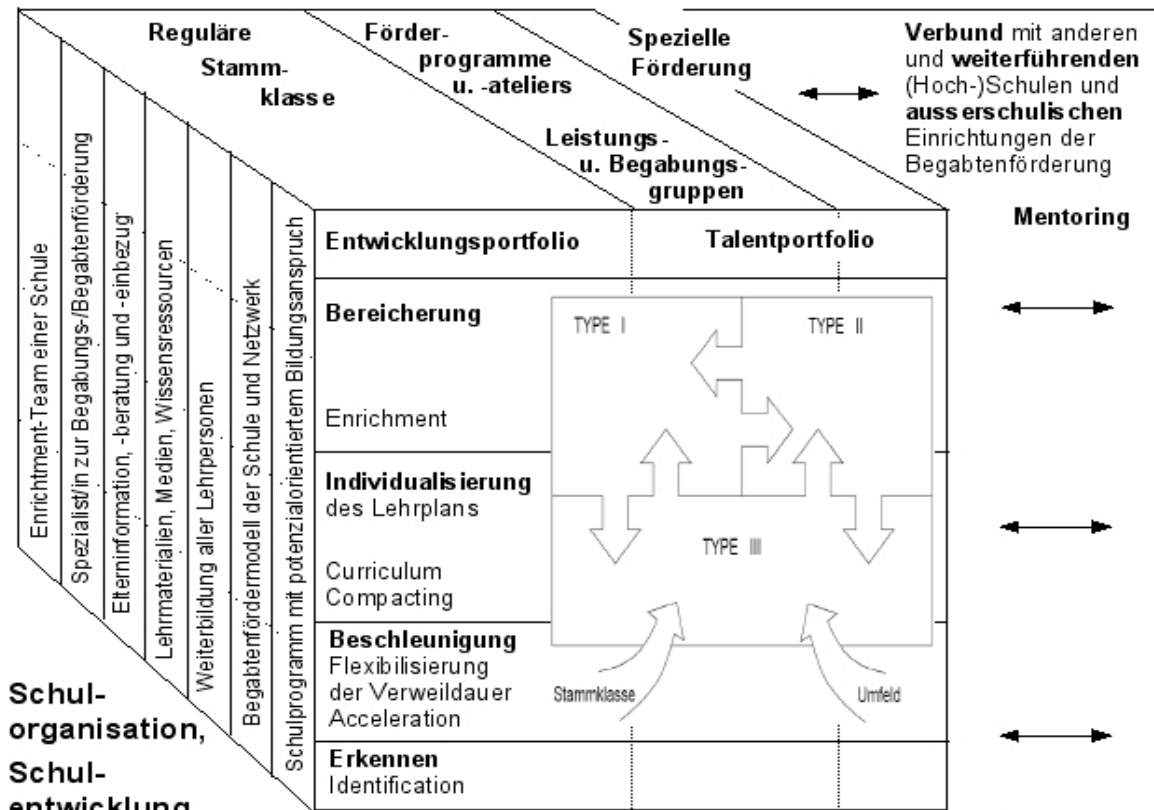 Reguläre
Stamm-
klasse
Förder-
programme
u. -ateliers
Leistungs-
u. Begabungs-
gruppen
Spezielle
Förderung
Verbund mit anderen
und weiterführenden
(Hoch-)Schulen und
ausserschulischen
Einrichtungen der
Begabtenförderung
Mentoring
Enrichtment-Team einer Schule
Spezialist/in zur Begabungs-/Begabtenförderung
Elterninformation, -beratung und -einbezug
Lehrmaterialien, Medien, Wissensressourcen
Weiterbildung aller Lehrpersonen
Begabtenfördermodell der Schule und Netzwerk
Schulprogramm mit potenzialorientiertem Bildungsanspruch
Entwicklungsportfolio
Talentportfolio
Bereicherung
Enrichment
TYPE I
TYPE II
Individualisierung
des Lehrplans
Curriculum
Compacting
TYPE III
Beschleunigung
Flexibilisierung
der Verweildauer
Acceleration
Stammklasse
Umfeld
Erkennen
Identification
Schul-
organisation,
Schul-
entwicklung